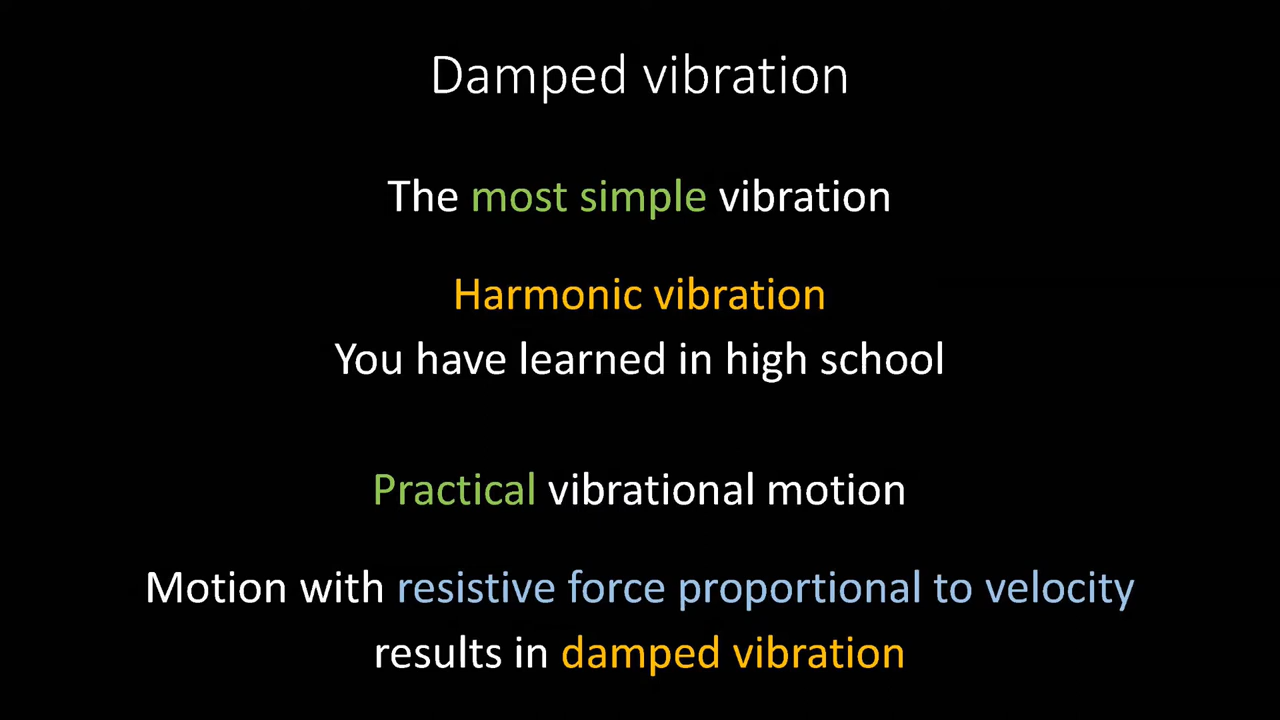 Damped vibration
The most simple vibration
Harmonic vibration
You have learned in high school
Practical vibrational motion
Motion with resistive force proportional to velocity
results in damped vibration